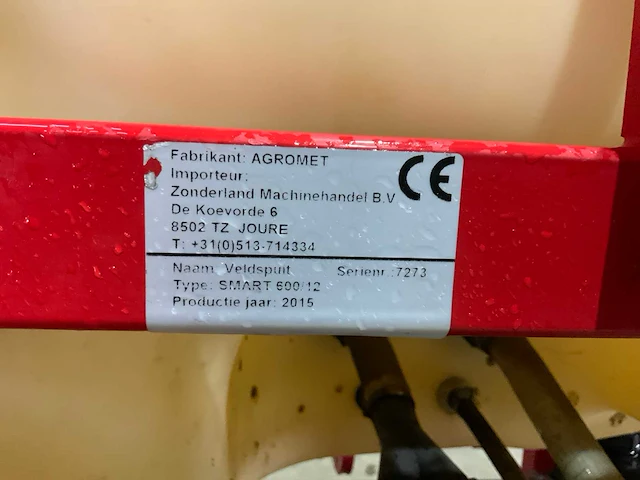 Fabrikant: AGROMET
Importeur:
Zonderland Machinehandel B.V
De Koevorde 6
8502 TZ JOURE
T: +31(0)513-714334
CE
Naam: Veldspuit Serienr.:7273
Type: SMART 600/12
Productie jaar: 2015